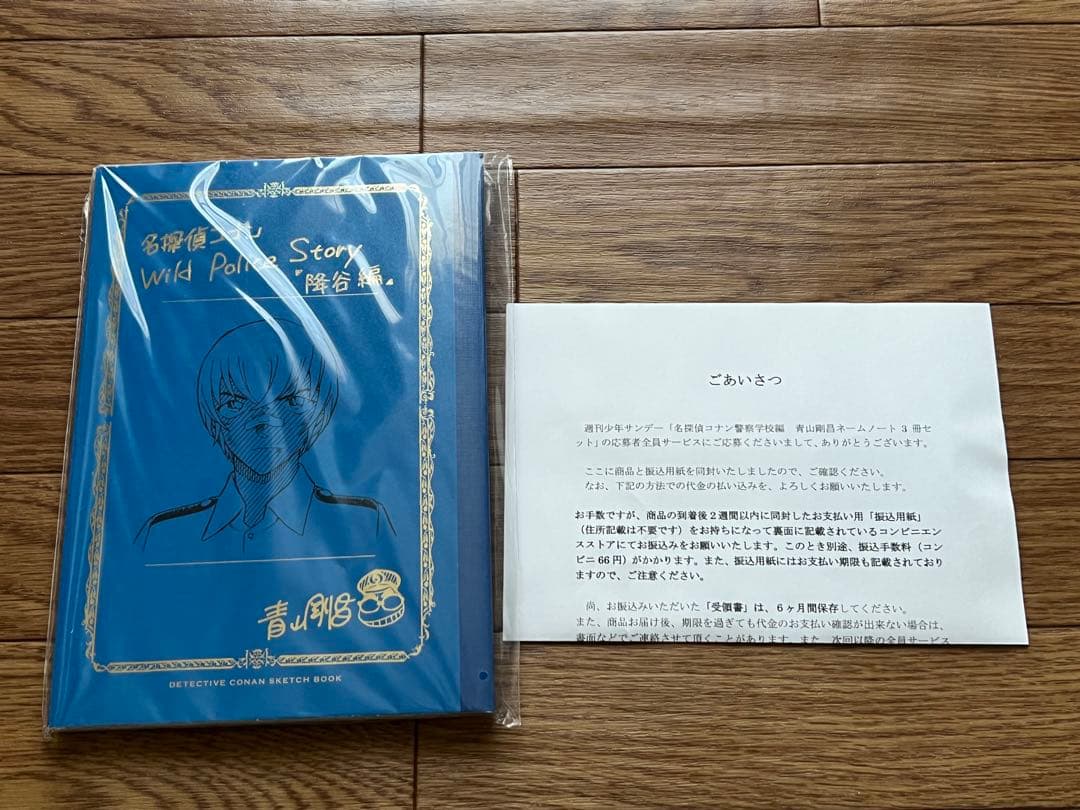 名探偵コナン
Wild Police Story
『降谷編』
青山剛昌
DETECTIVE CONAN SKETCH BOOK
ごあいさつ
週刊少年サンデー「名探偵コナン警察学校編　青山剛昌ネームノート３冊セ
ット」の応募者全員サービスにご応募くださいまして、ありがとうございます。
ここに商品と振込用紙を同封いたしましたので、ご確認ください。
なお、下記の方法での代金の払い込みを、よろしくお願いいたします。
お手数ですが、商品の到着後２週間以内に同封したお支払い用「振込用紙」
（住所記載は不要です）をお持ちになって裏面に記載されているコンビニエン
スストアにてお振込みをお願いいたします。このとき別途、振込手数料（コン
ビニ66円）がかかります。また、振込用紙にはお支払い期限も記載されており
ますので、ご注意ください。
尚、お振込みいただいた「受領書」は、６ヶ月間保存してください。
また、商品お届け後、期限を過ぎても代金のお支払い確認が出来ない場合は、
書面などでご連絡させて頂くことがあります。また、次回以降の全員サービス